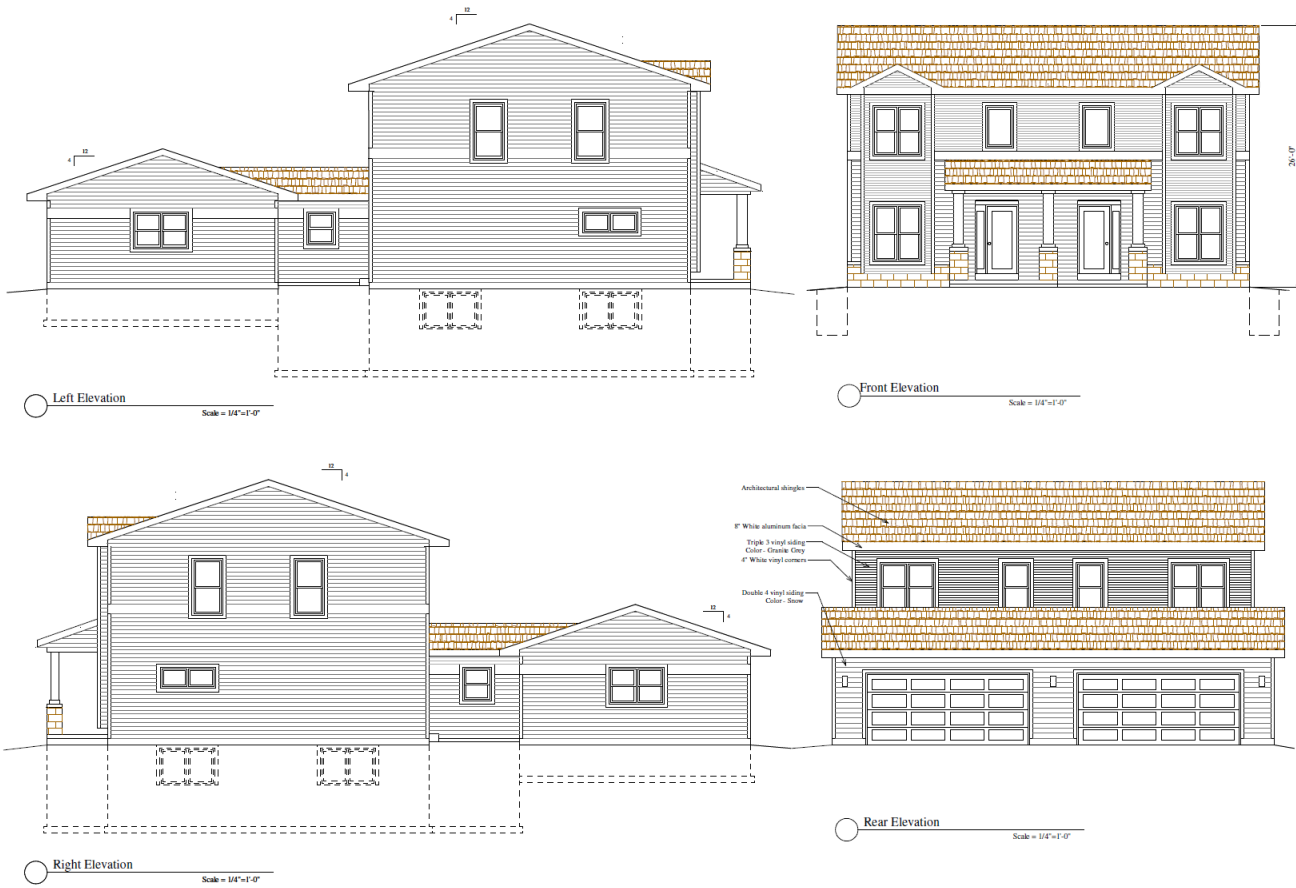 12
4
12
4
Left Elevation
Scale = 1/4"=1'-0"
26'-0"
Front Elevation
Scale = 1/4"=1'-0"
12
4
12
4
Right Elevation
Scale = 1/4"=1'-0"
Architectural shingles
8" White aluminum facia
Triple 3 vinyl siding
Color - Granite Grey
4" White vinyl corners
Double 4 vinyl siding
Color - Snow
Rear Elevation
Scale = 1/4"=1'-0"